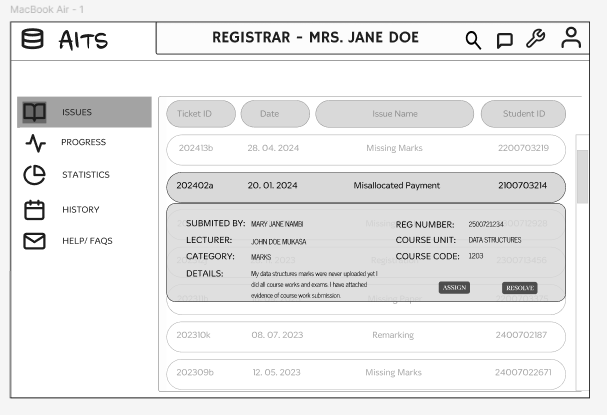 MacBook Air - 1
AITS
REGISTRAR - MRS. JANE DOE
ISSUES
PROGRESS
STATISTICS
HISTORY
HELP/ FAQS
Ticket ID Date Issue Name Student ID
202413b 28. 04. 2024 Missing Marks 2200703219
202402a 20. 01. 2024 Misallocated Payment 2100703214
SUBMITED BY: MARY JANE NAMBI REG NUMBER: 2500721234
LECTURER: JOHN DOE MUKASA COURSE UNIT: DATA STRUCTURES
CATEGORY: MARKS COURSE CODE: 1203
DETAILS: My data structures marks were never uploaded yet I
did all course works and exams. I have attached
evidence of course work submission.
ASSIGN RESOLVE
202310k 08. 07. 2023 Remarking 2400702187
202309b 12. 05. 2023 Missing Marks 24007022671